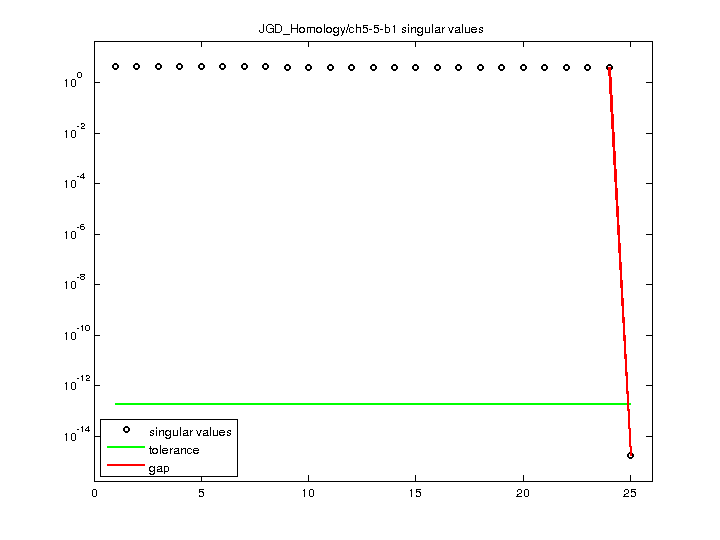 JGD_Homology/ch5-5-b1 singular values
10^0
10^-2
10^-4
10^-6
10^-8
10^-10
10^-12
10^-14
singular values
tolerance
gap
0 5 10 15 20 25